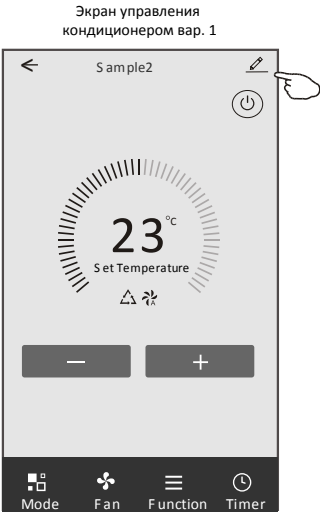 Экран управления
кондиционером вар. 1
Sample2
23°C
Set Temperature
A
Mode Fan Function Timer